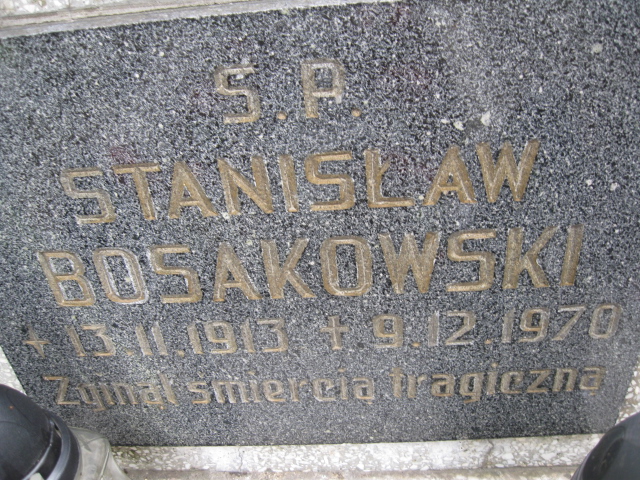 S.P.
STANISŁAW
BOSAKOWSKI
+ 13.11.1913 + 9.12.1970
Zginął śmiercią tragiczną